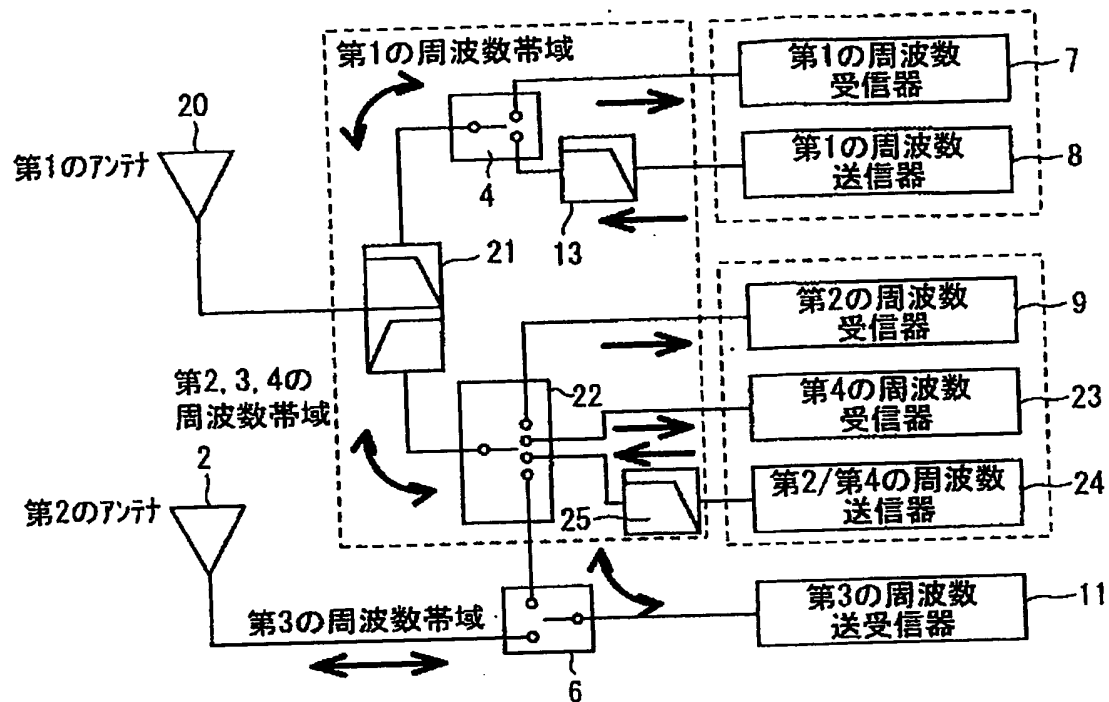 第1の周波数帯域
20
第1のアンテナ
4
13
第1の周波数
受信器
7
第1の周波数
送信器
8
21
第2,3,4の
周波数帯域
22
第2の周波数
受信器
9
第4の周波数
受信器
23
第2/第4の周波数
送信器
24
25
2
第2のアンテナ
第3の周波数帯域
6
第3の周波数
送受信器
11